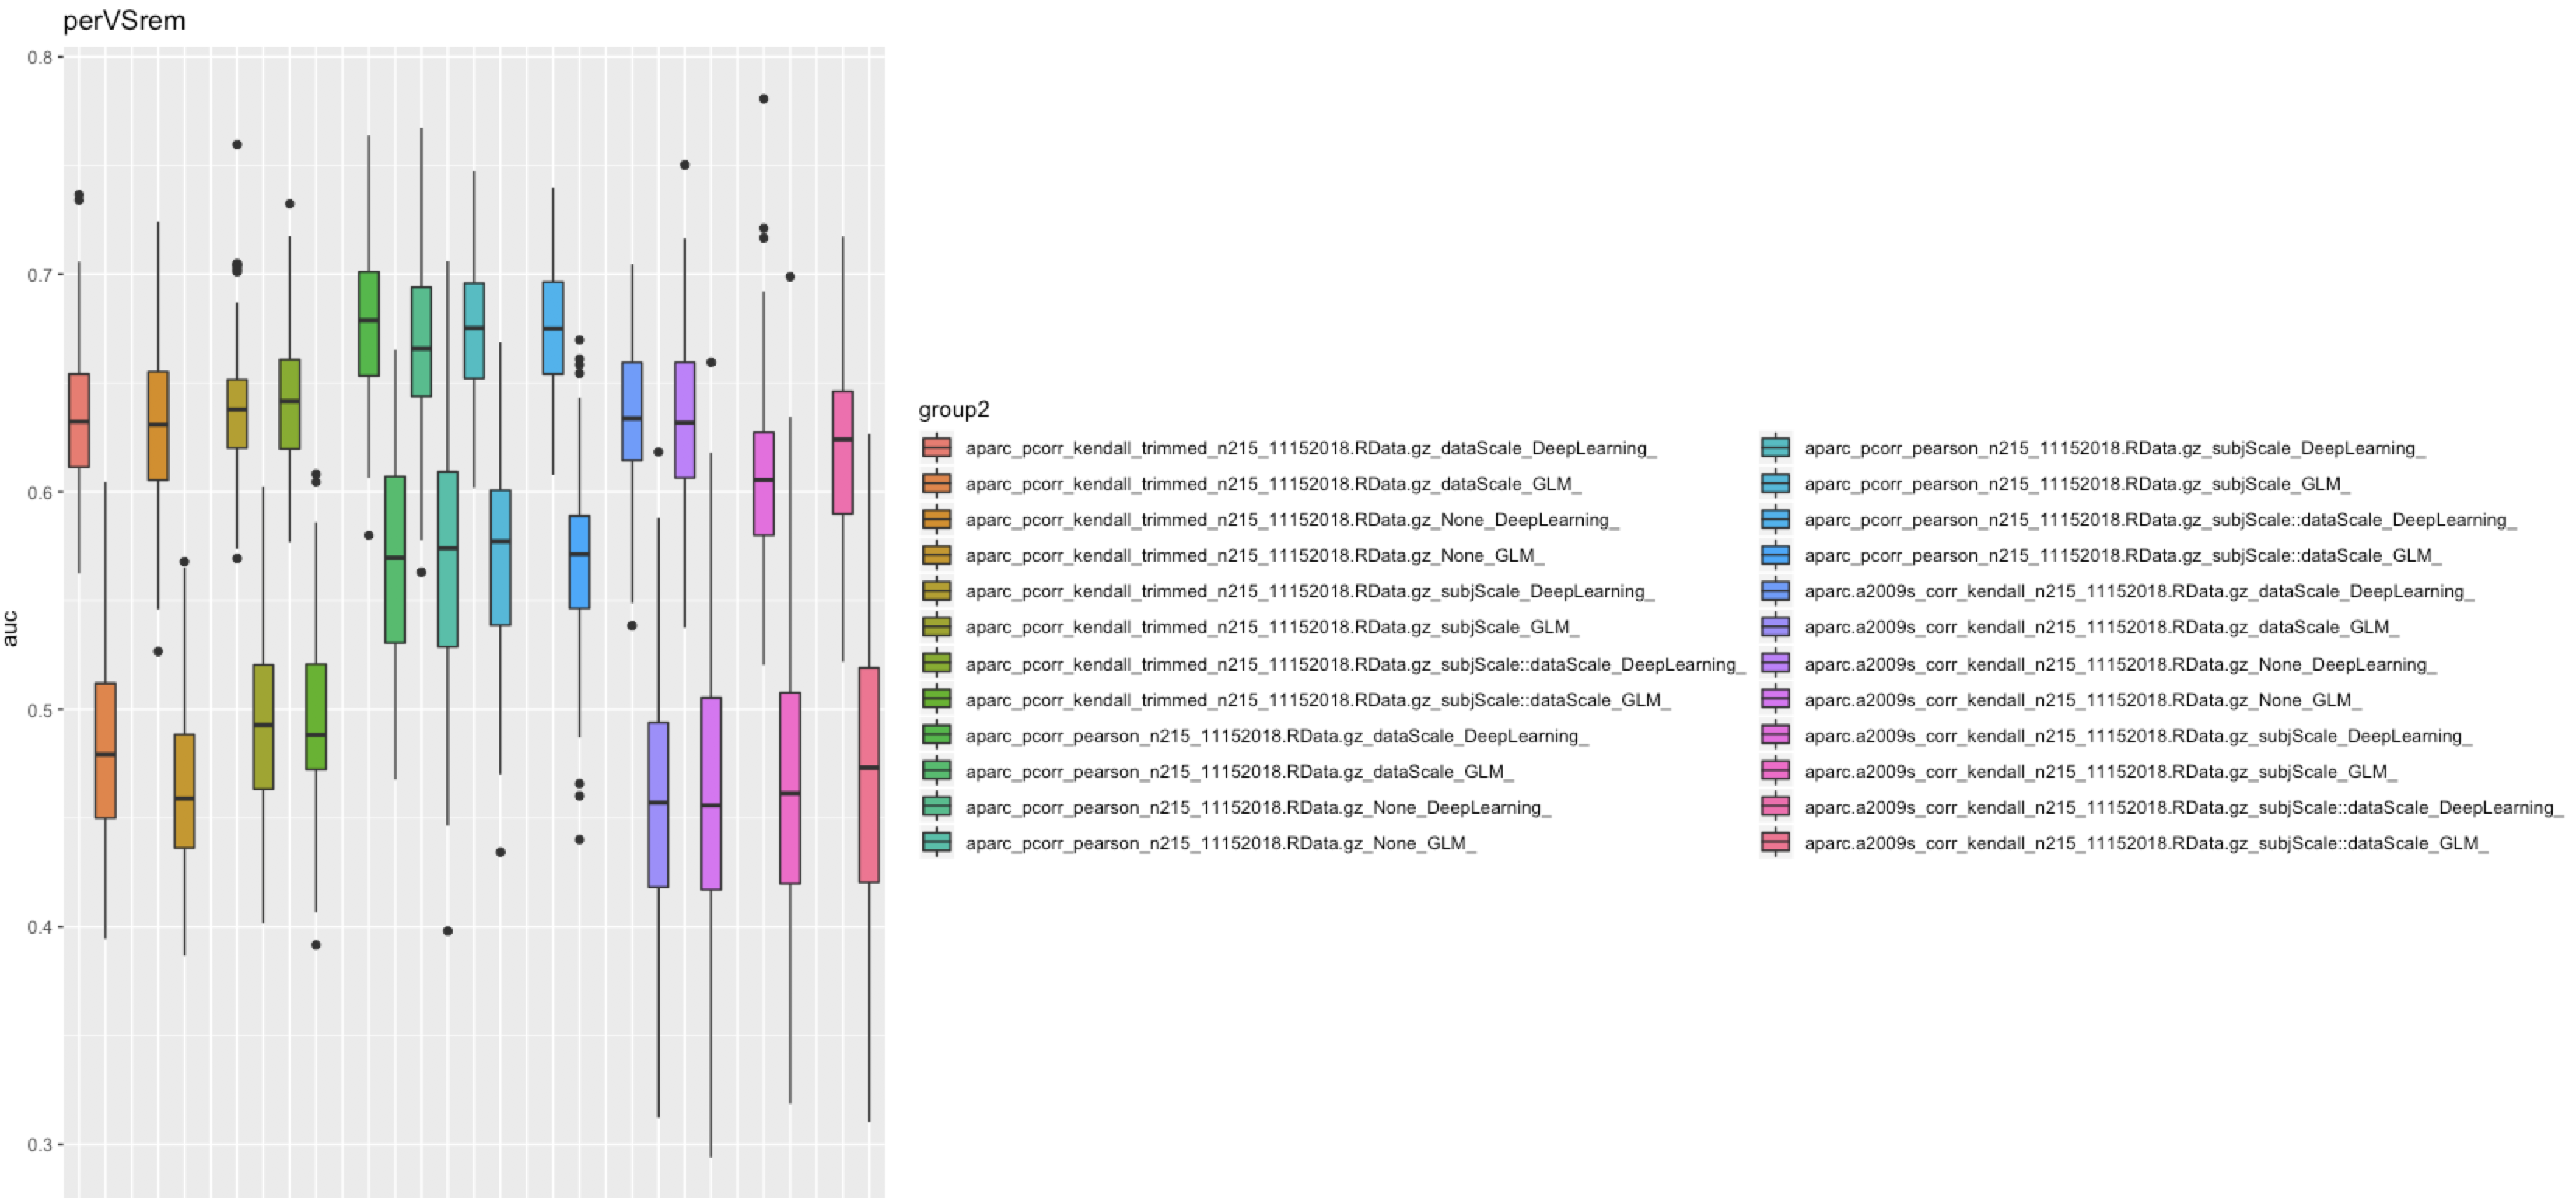 perVSrem
0.8
0.7
0.6
0.5
0.4
0.3
auc
group2
aparc_pcorr_kendall_trimmed_n215_11152018.RData.gz_dataScale_DeepLearning_
aparc_pcorr_kendall_trimmed_n215_11152018.RData.gz_dataScale_GLM_
aparc_pcorr_kendall_trimmed_n215_11152018.RData.gz_None_DeepLearning_
aparc_pcorr_kendall_trimmed_n215_11152018.RData.gz_None_GLM_
aparc_pcorr_kendall_trimmed_n215_11152018.RData.gz_subjScale_DeepLearning_
aparc_pcorr_kendall_trimmed_n215_11152018.RData.gz_subjScale_GLM_
aparc_pcorr_kendall_trimmed_n215_11152018.RData.gz_subjScale::dataScale_DeepLearning_
aparc_pcorr_kendall_trimmed_n215_11152018.RData.gz_subjScale::dataScale_GLM_
aparc_pcorr_pearson_n215_11152018.RData.gz_dataScale_DeepLearning_
aparc_pcorr_pearson_n215_11152018.RData.gz_dataScale_GLM_
aparc_pcorr_pearson_n215_11152018.RData.gz_None_DeepLearning_
aparc_pcorr_pearson_n215_11152018.RData.gz_None_GLM_
aparc_pcorr_pearson_n215_11152018.RData.gz_subjScale_DeepLearning_
aparc_pcorr_pearson_n215_11152018.RData.gz_subjScale_GLM_
aparc_pcorr_pearson_n215_11152018.RData.gz_subjScale::dataScale_DeepLearning_
aparc_pcorr_pearson_n215_11152018.RData.gz_subjScale::dataScale_GLM_
aparc.a2009s_corr_kendall_n215_11152018.RData.gz_dataScale_DeepLearning_
aparc.a2009s_corr_kendall_n215_11152018.RData.gz_dataScale_GLM_
aparc.a2009s_corr_kendall_n215_11152018.RData.gz_None_DeepLearning_
aparc.a2009s_corr_kendall_n215_11152018.RData.gz_None_GLM_
aparc.a2009s_corr_kendall_n215_11152018.RData.gz_subjScale_DeepLearning_
aparc.a2009s_corr_kendall_n215_11152018.RData.gz_subjScale_GLM_
aparc.a2009s_corr_kendall_n215_11152018.RData.gz_subjScale::dataScale_DeepLearning_
aparc.a2009s_corr_kendall_n215_11152018.RData.gz_subjScale::dataScale_GLM_